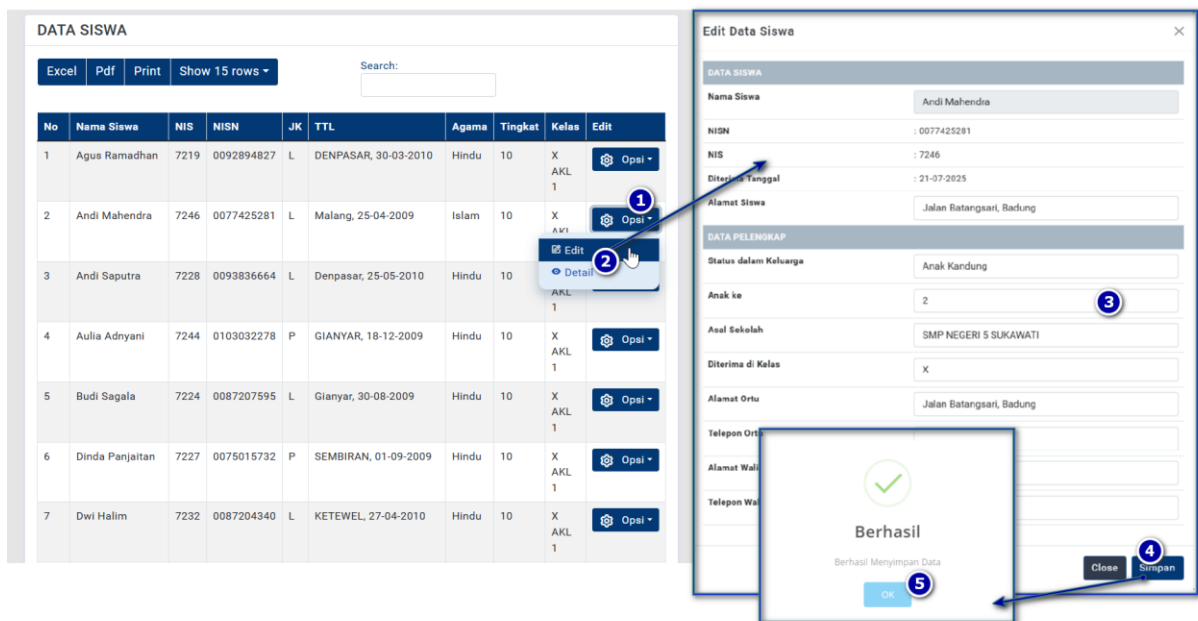 DATA SISWA
Excel Pdf Print Show 15 rows
Search:
No Nama Siswa NIS NISN JK TTL Agama Tingkat Kelas Edit
1 Agus Ramadhan 7219 0092894827 L DENPASAR, 30-03-2010 Hindu 10 X Opsi
AKL
1
1
2 Andi Mahendra 7246 0077425281 L Malang, 25-04-2009 Islam 10 X Opsi
AKL
Edit
2
Detail
3 Andi Saputra 7228 0093836664 L Denpasar, 25-05-2010 Hindu 10
AKL
1
4 Aulia Adnyani 7244 0103032278 P GIANYAR, 18-12-2009 Hindu 10 X Opsi
AKL
1
5 Budi Sagala 7224 0087207595 L Gianyar, 30-08-2009 Hindu 10 X Opsi
AKL
1
6 Dinda Panjaitan 7227 0075015732 P SEMBIRAN, 01-09-2009 Hindu 10 X Opsi
AKL
1
7 Dwi Halim 7232 0087204340 L KETEWEL, 27-04-2010 Hindu 10 X Opsi
AKL
1
Edit Data Siswa ×
DATA SISWA
Nama Siswa Andi Mahendra
NISN : 0077425281
NIS : 7246
Diterima Tanggal : 21-07-2025
Alamat Siswa Jalan Batangsari, Badung
DATA PELENGKAP
Status dalam Keluarga Anak Kandung
Anak ke 2 3
Asal Sekolah SMP NEGERI 5 SUKAWATI
Diterima di Kelas X
Alamat Ortu Jalan Batangsari, Badung
Telepon Ortu
Alamat Wali
Telepon Wal
4
Close Simpan
Berhasil
Berhasil Menyimpan Data
OK 5